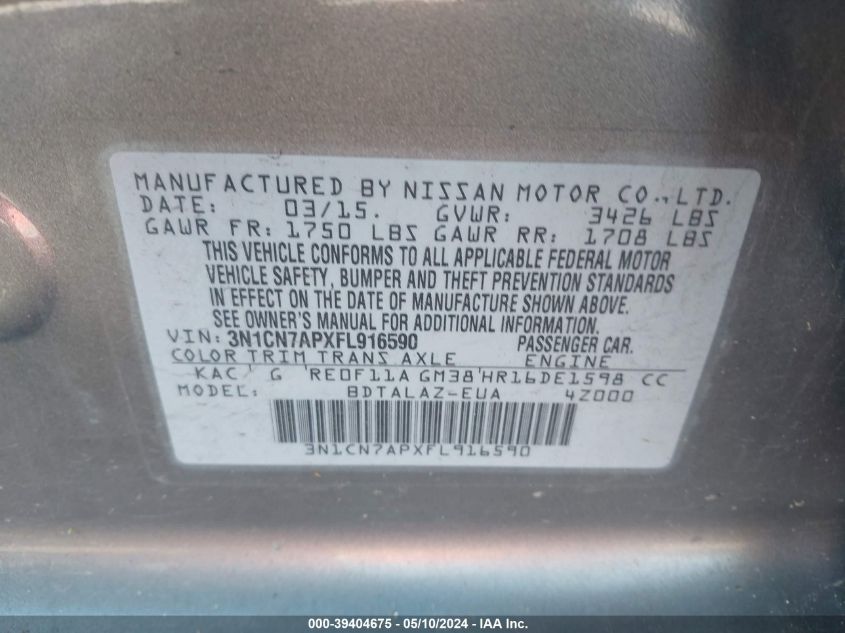 MANUFACTURED BY NISSAN MOTOR CO., LTD.
DATE: 03/15. GVWR: 3426 LBS
GAWR FR: 1750 LBS GAWR RR: 1708 LBS
THIS VEHICLE CONFORMS TO ALL APPLICABLE FEDERAL MOTOR
VEHICLE SAFETY, BUMPER AND THEFT PREVENTION STANDARDS
IN EFFECT ON THE DATE OF MANUFACTURE SHOWN ABOVE.
SEE OWNER'S MANUAL FOR ADDITIONAL INFORMATION.
VIN: 3N1CN7APXFL916590 PASSENGER CAR.
COLOR TRIM TRANS AXLE ENGINE
KAC G RE0F11A GM38 HR16DE1598 CC
MODEL: BDTALAZ-EUA 4Z000
3N1CN7APXFL916590
000-39404675 - 05/10/2024 - IAA Inc.